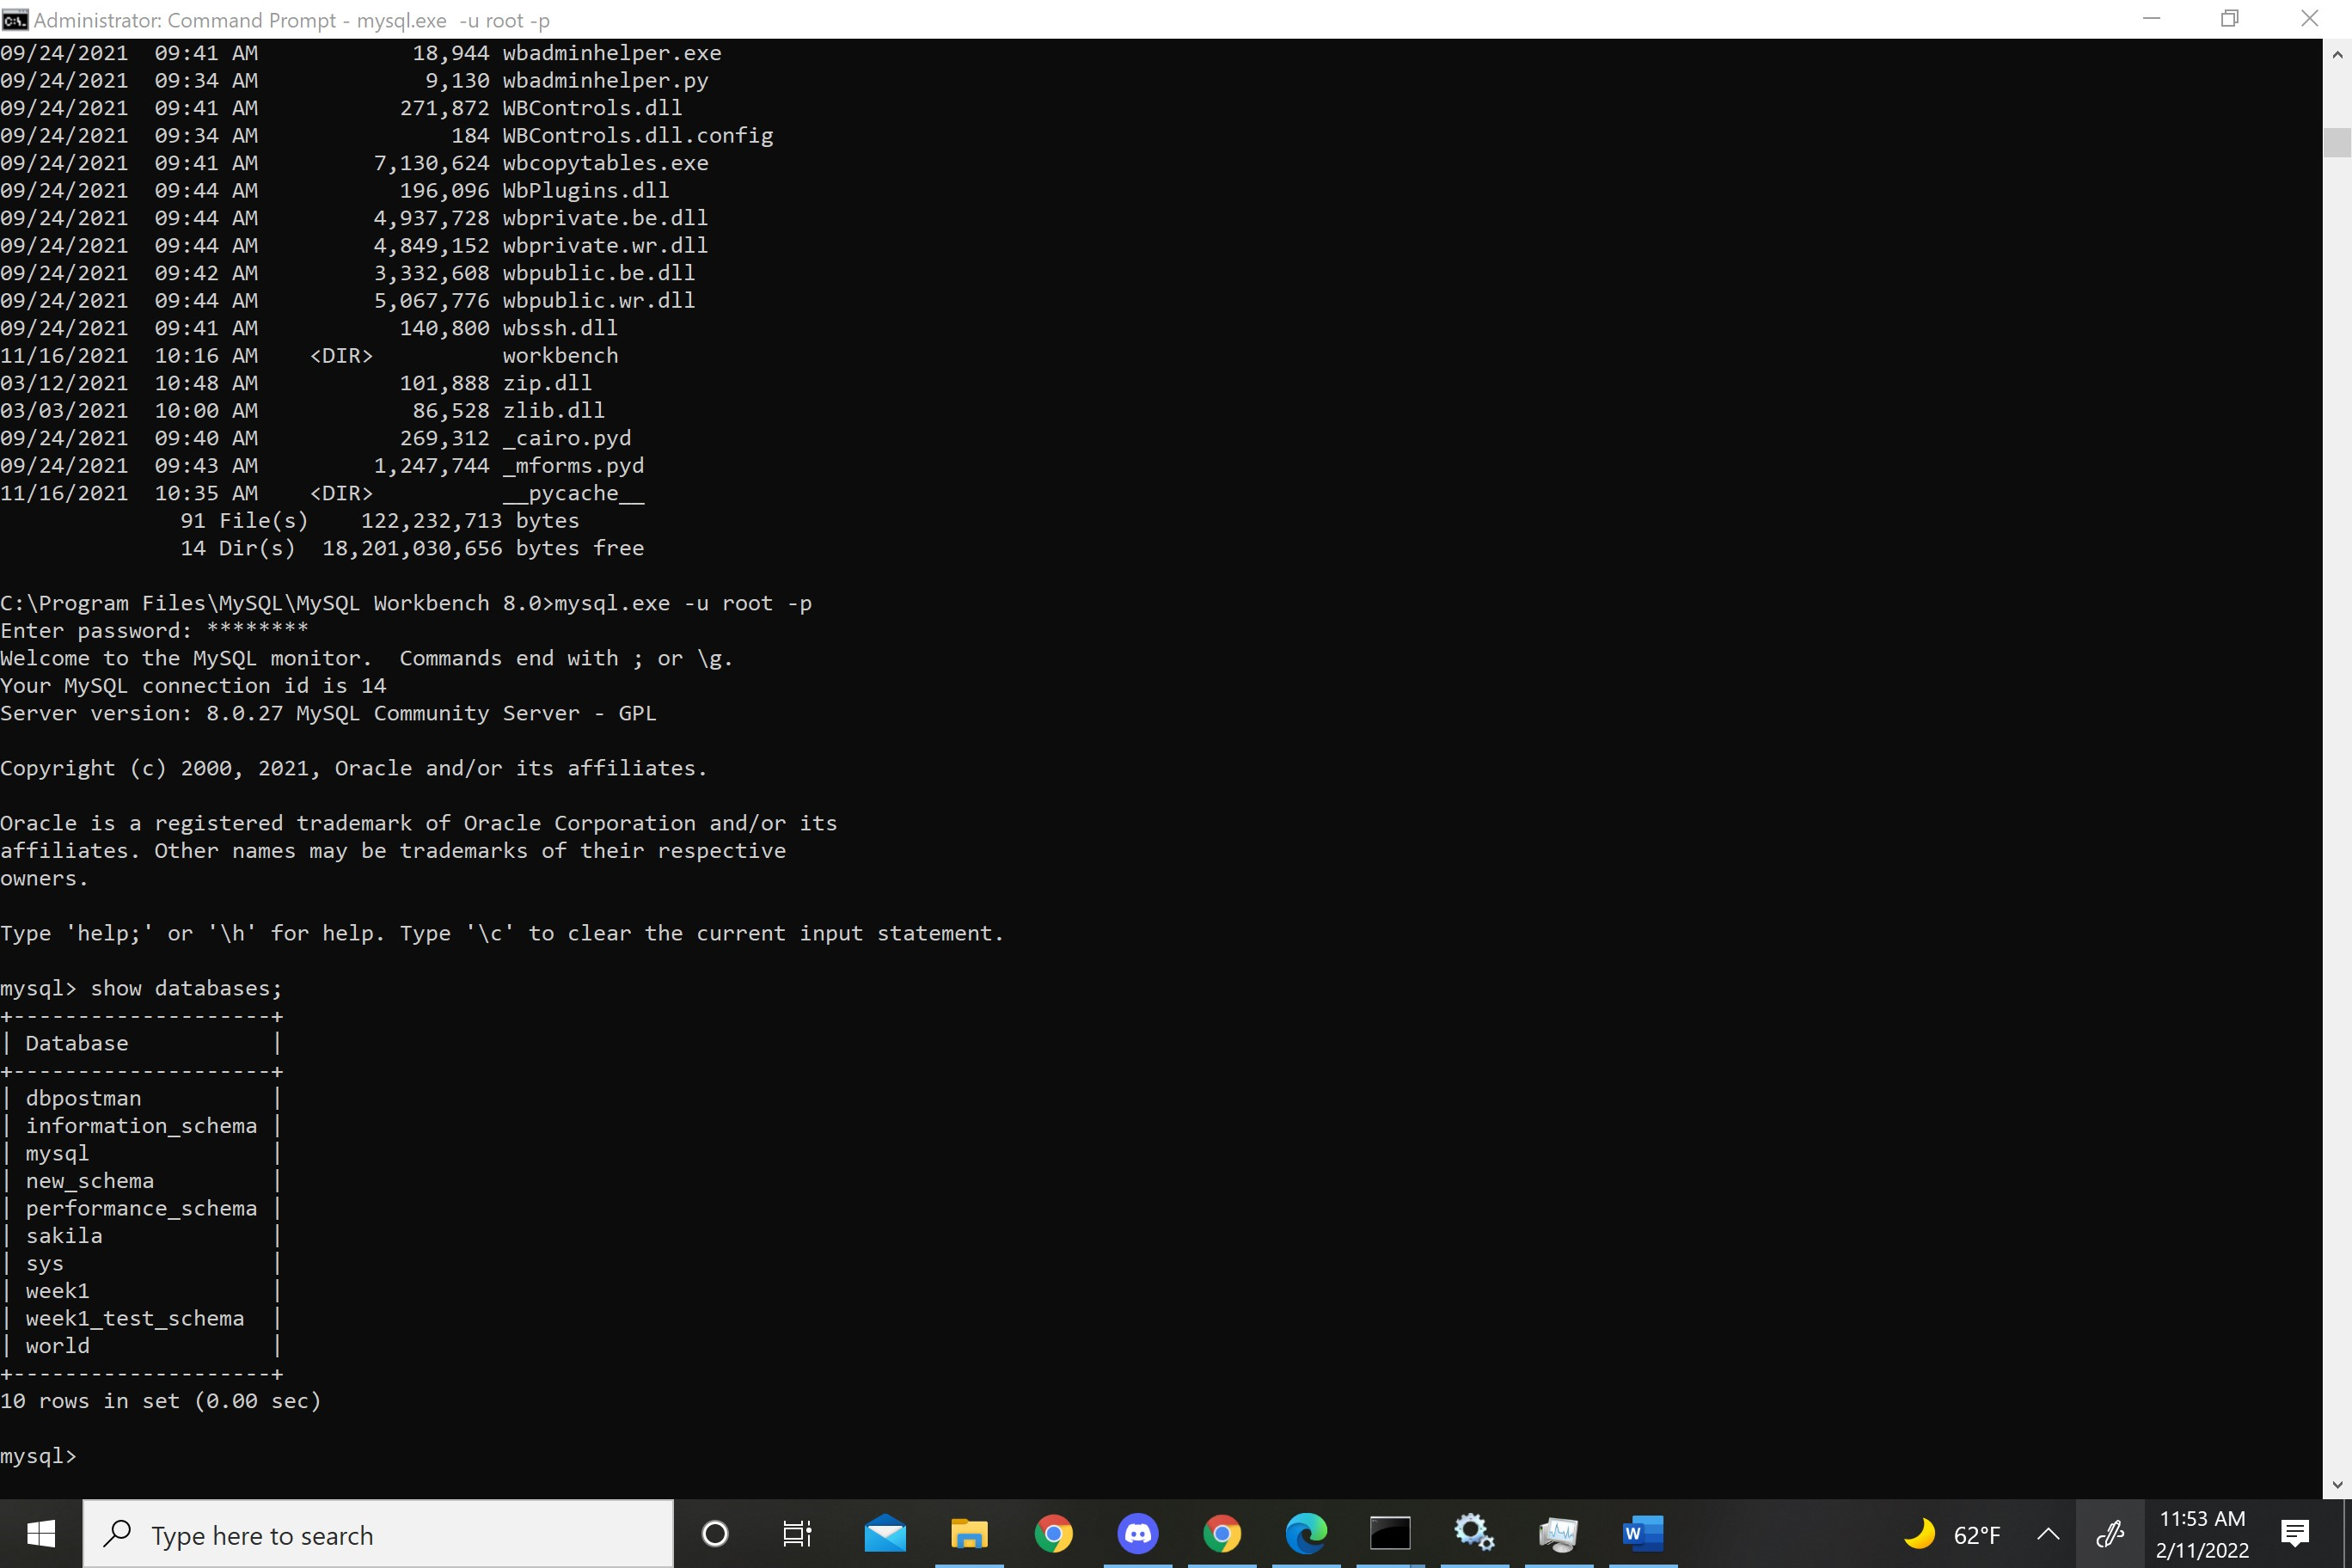 Administrator: Command Prompt - mysql.exe  -u root -p
09/24/2021  09:41 AM            18,944 wbadminhelper.exe
09/24/2021  09:34 AM             9,130 wbadminhelper.py
09/24/2021  09:41 AM           271,872 WBControls.dll
09/24/2021  09:34 AM               184 WBControls.dll.config
09/24/2021  09:41 AM         7,130,624 wbcopytables.exe
09/24/2021  09:44 AM           196,096 WbPlugins.dll
09/24/2021  09:44 AM         4,937,728 wbprivate.be.dll
09/24/2021  09:44 AM         4,849,152 wbprivate.wr.dll
09/24/2021  09:42 AM         3,332,608 wbpublic.be.dll
09/24/2021  09:44 AM         5,067,776 wbpublic.wr.dll
09/24/2021  09:41 AM           140,800 wbssh.dll
11/16/2021  10:16 AM    <DIR>          workbench
03/12/2021  10:48 AM           101,888 zip.dll
03/03/2021  10:00 AM            86,528 zlib.dll
09/24/2021  09:40 AM           269,312 _cairo.pyd
09/24/2021  09:43 AM         1,247,744 _mforms.pyd
11/16/2021  10:35 AM    <DIR>          __pycache__
              91 File(s)    122,232,713 bytes
              14 Dir(s)  18,201,030,656 bytes free
C:\Program Files\MySQL\MySQL Workbench 8.0>mysql.exe -u root -p
Enter password: ********
Welcome to the MySQL monitor.  Commands end with ; or \g.
Your MySQL connection id is 14
Server version: 8.0.27 MySQL Community Server - GPL
Copyright (c) 2000, 2021, Oracle and/or its affiliates.
Oracle is a registered trademark of Oracle Corporation and/or its
affiliates. Other names may be trademarks of their respective
owners.
Type 'help;' or '\h' for help. Type '\c' to clear the current input statement.
mysql> show databases;
+--------------------+
| Database           |
+--------------------+
| dbpostman          |
| information_schema |
| mysql              |
| new_schema         |
| performance_schema |
| sakila             |
| sys                |
| week1              |
| week1_test_schema  |
| world              |
+--------------------+
10 rows in set (0.00 sec)
mysql>
Type here to search
62°F
11:53 AM
2/11/2022